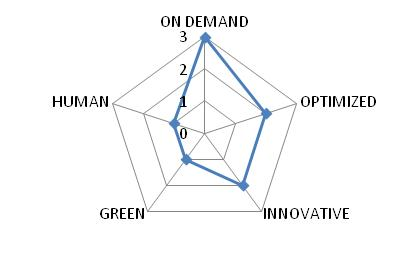 ON DEMAND
3
2
HUMAN
OPTIMIZED
1
0
GREEN
INNOVATIVE